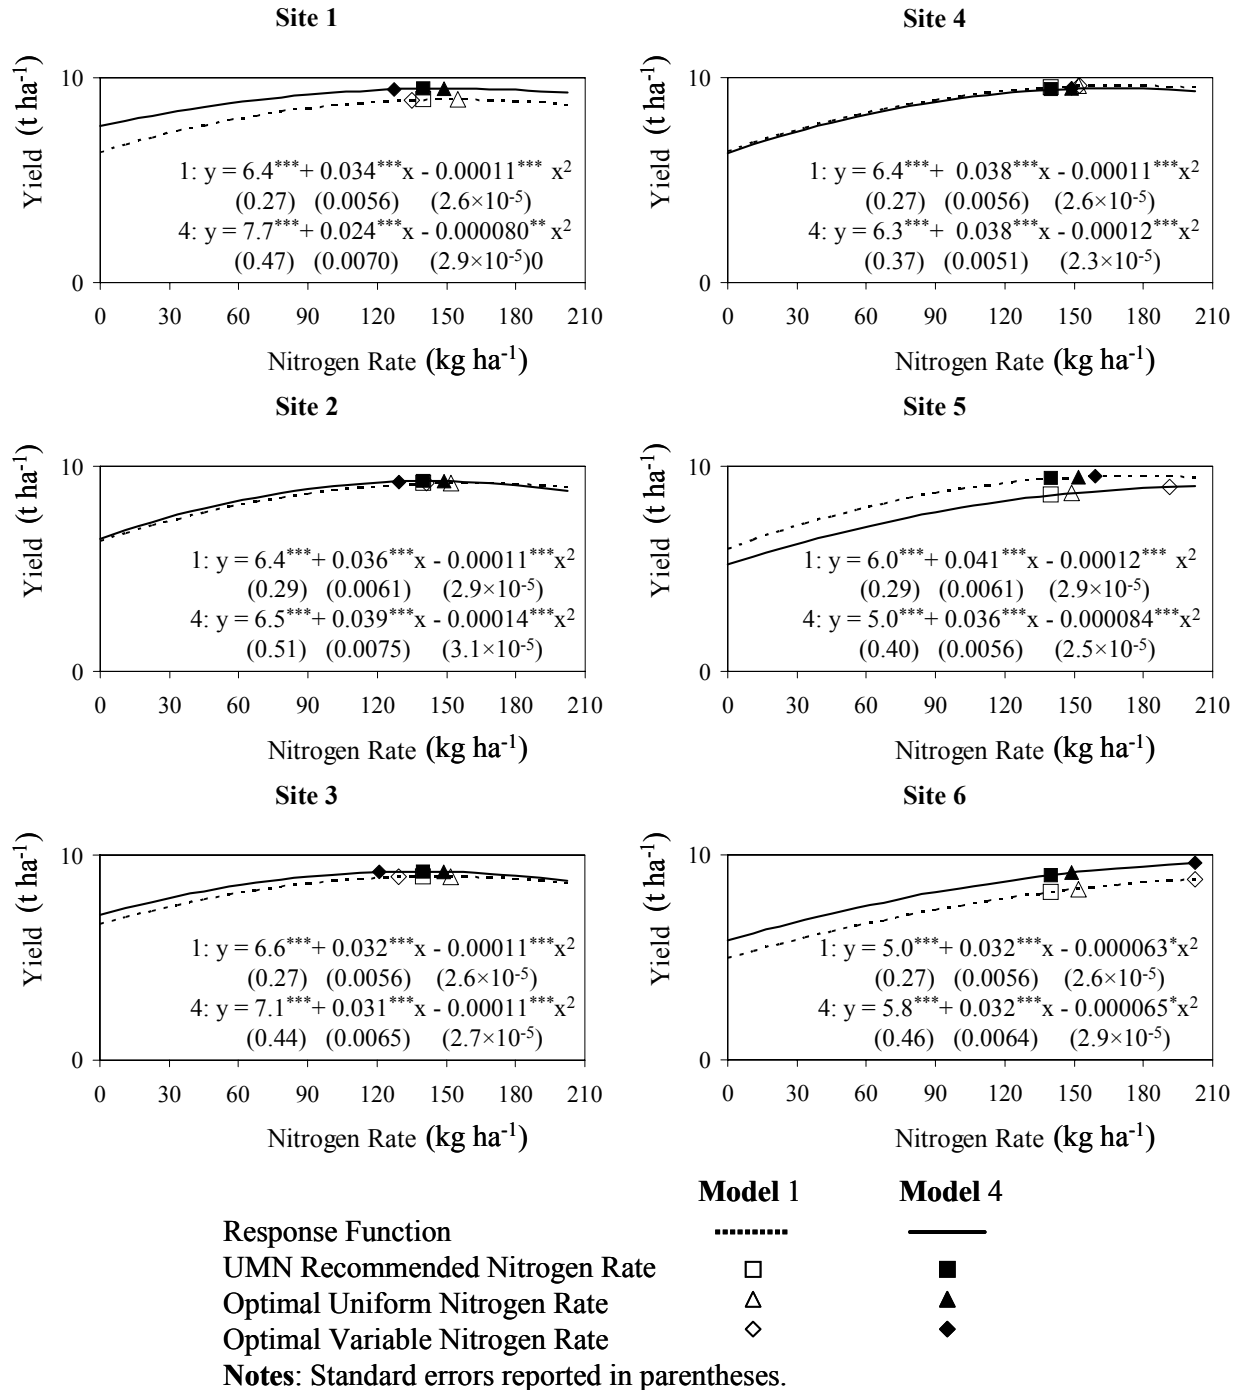 Site 1
Yield (t ha⁻¹)
10
1: y = 6.4***+ 0.034***x - 0.00011*** x²
(0.27) (0.0056) (2.6×10⁻⁵)
4: y = 7.7***+ 0.024***x - 0.000080** x²
(0.47) (0.0070) (2.9×10⁻⁵)0
0
0 30 60 90 120 150 180 210
Nitrogen Rate (kg ha⁻¹)
Site 4
Yield (t ha⁻¹)
10
1: y = 6.4***+ 0.038***x - 0.00011***x²
(0.27) (0.0056) (2.6×10⁻⁵)
4: y = 6.3***+ 0.038***x - 0.00012***x²
(0.37) (0.0051) (2.3×10⁻⁵)
0
0 30 60 90 120 150 180 210
Nitrogen Rate (kg ha⁻¹)
Site 2
Yield (t ha⁻¹)
10
1: y = 6.4***+ 0.036***x - 0.00011***x²
(0.29) (0.0061) (2.9×10⁻⁵)
4: y = 6.5***+ 0.039***x - 0.00014***x²
(0.51) (0.0075) (3.1×10⁻⁵)
0
0 30 60 90 120 150 180 210
Nitrogen Rate (kg ha⁻¹)
Site 5
Yield (t ha⁻¹)
10
1: y = 6.0***+ 0.041***x - 0.00012*** x²
(0.29) (0.0061) (2.9×10⁻⁵)
4: y = 5.0***+ 0.036***x - 0.000084***x²
(0.40) (0.0056) (2.5×10⁻⁵)
0
0 30 60 90 120 150 180 210
Nitrogen Rate (kg ha⁻¹)
Site 3
Yield (t ha⁻¹)
10
1: y = 6.6***+ 0.032***x - 0.00011***x²
(0.27) (0.0056) (2.6×10⁻⁵)
4: y = 7.1***+ 0.031***x - 0.00011***x²
(0.44) (0.0065) (2.7×10⁻⁵)
0
0 30 60 90 120 150 180 210
Nitrogen Rate (kg ha⁻¹)
Site 6
Yield (t ha⁻¹)
10
1: y = 5.0***+ 0.032***x - 0.000063*x²
(0.27) (0.0056) (2.6×10⁻⁵)
4: y = 5.8***+ 0.032***x - 0.000065*x²
(0.46) (0.0064) (2.9×10⁻⁵)
0
0 30 60 90 120 150 180 210
Nitrogen Rate (kg ha⁻¹)
Model 1 Model 4
Response Function
UMN Recommended Nitrogen Rate
Optimal Uniform Nitrogen Rate
Optimal Variable Nitrogen Rate
Notes: Standard errors reported in parentheses.